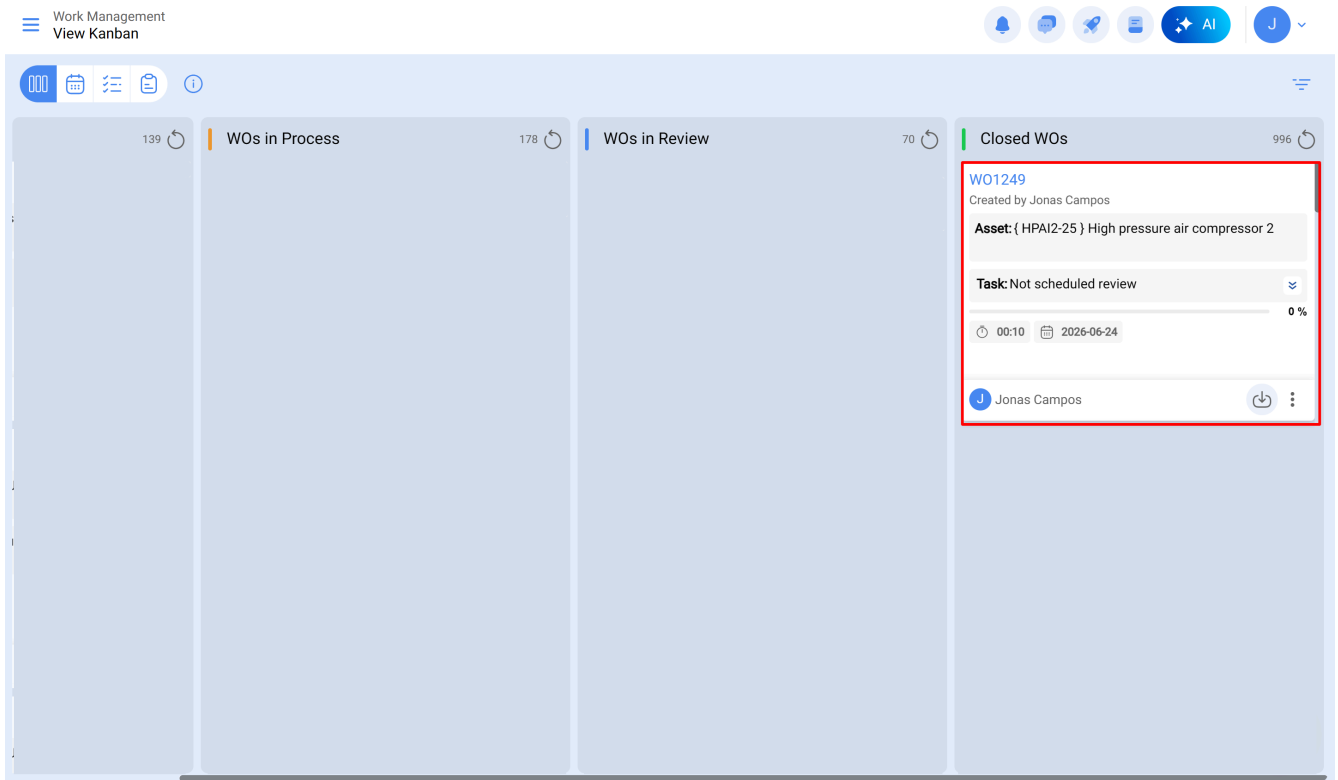 Work Management
View Kanban
AI
J
139
WOs in Process
178
WOs in Review
70
Closed WOs
996
WO1249
Created by Jonas Campos
Asset: { HPAI2-25 } High pressure air compressor 2
Task: Not scheduled review
0 %
00:10
2026-06-24
J
Jonas Campos